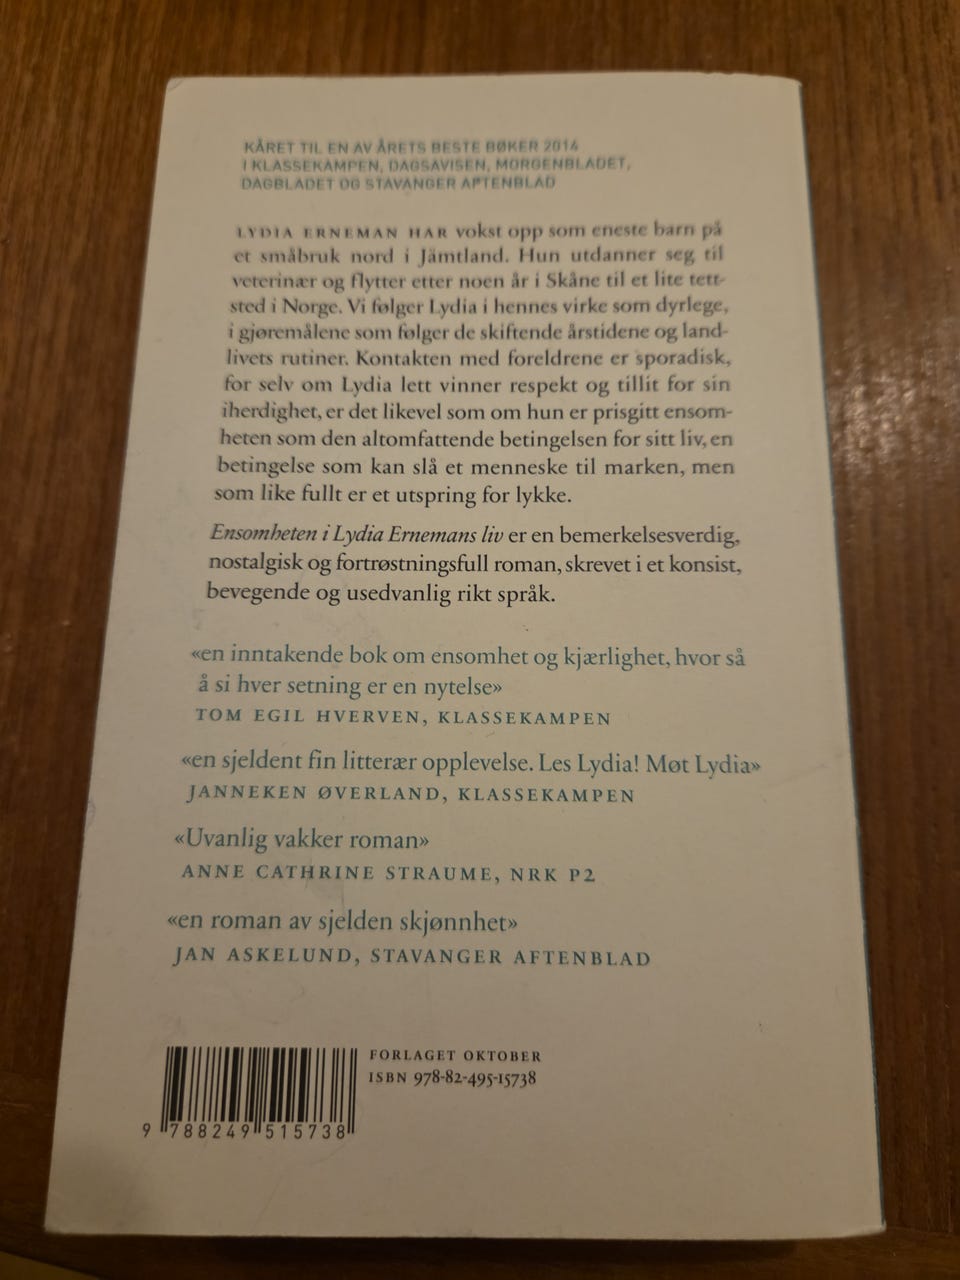 KÅRET TIL EN AV ÅRETS BESTE BØKER 2014
I KLASSEKAMPEN, DAGSAVISEN, MORGENBLADET,
DAGBLADET OG STAVANGER AFTENBLAD
LYDIA ERNEMAN HAR vokst opp som eneste barn på
et småbruk nord i Jämtland. Hun utdanner seg til
veterinær og flytter etter noen år i Skåne til et lite tett-
sted i Norge. Vi følger Lydia i hennes virke som dyrlege,
i gjøremålene som følger de skiftende årstidene og land-
livets rutiner. Kontakten med foreldrene er sporadisk,
for selv om Lydia lett vinner respekt og tillit for sin
iherdighet, er det likevel som om hun er prisgitt ensom-
heten som den altomfattende betingelsen for sitt liv, en
betingelse som kan slå et menneske til marken, men
som like fullt er et utspring for lykke.
Ensomheten i Lydia Ernemans liv er en bemerkelsesverdig,
nostalgisk og fortrøstningsfull roman, skrevet i et konsist,
bevegende og usedvanlig rikt språk.
«en inntakende bok om ensomhet og kjærlighet, hvor så
å si hver setning er en nytelse»
TOM EGIL HVERVEN, KLASSEKAMPEN
«en sjeldent fin litterær opplevelse. Les Lydia! Møt Lydia»
JANNEKEN ØVERLAND, KLASSEKAMPEN
«Uvanlig vakker roman»
ANNE CATHRINE STRAUME, NRK P2
«en roman av sjelden skjønnhet»
JAN ASKELUND, STAVANGER AFTENBLAD
FORLAGET OKTOBER
ISBN 978-82-495-15738
9 788249 515738